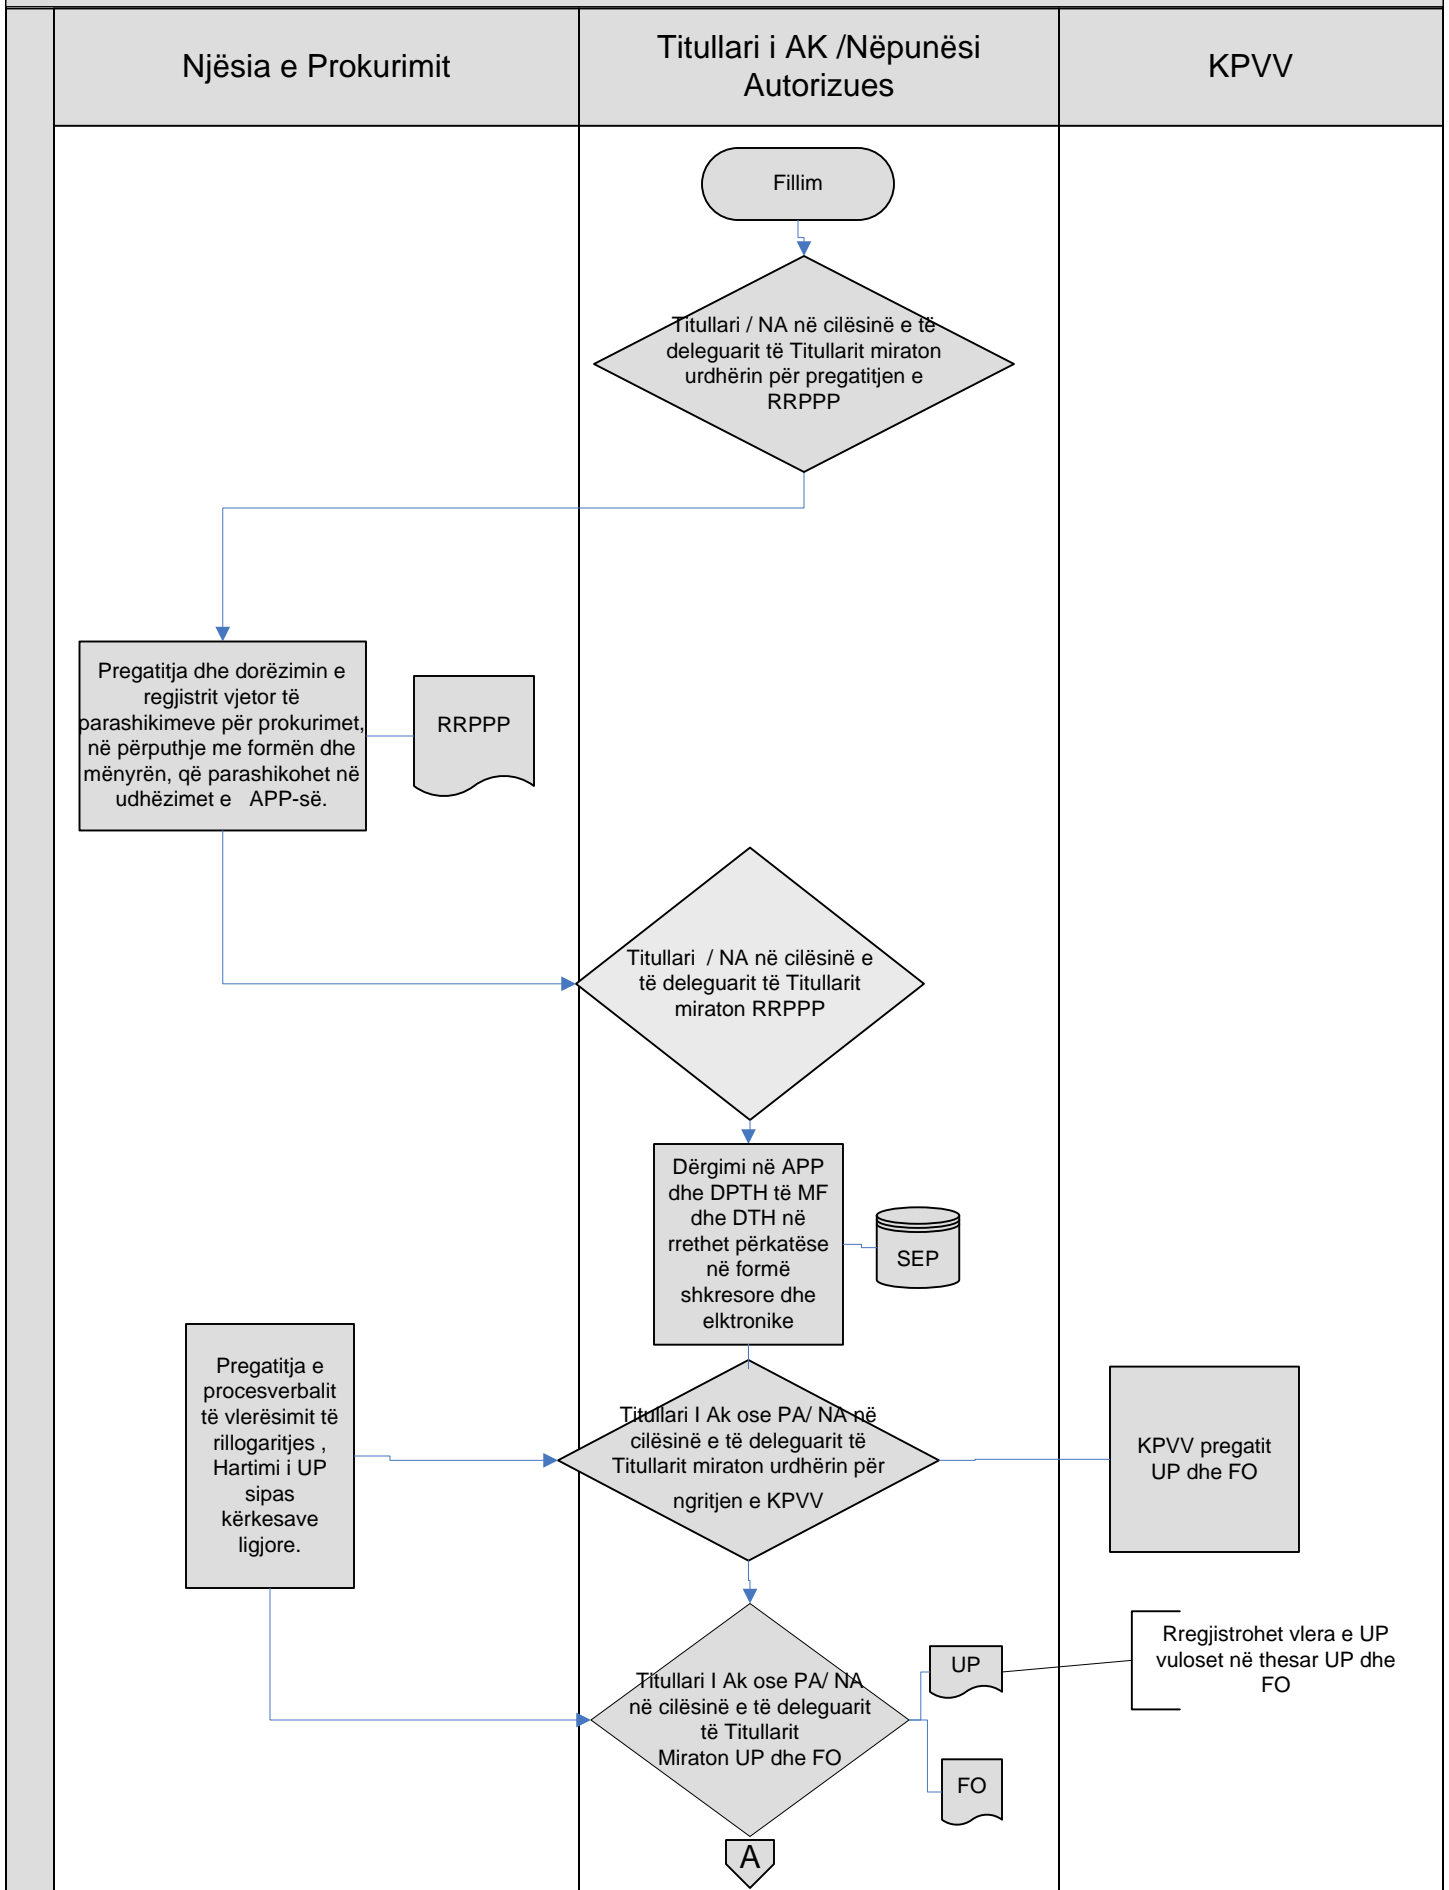 Njësia e Prokurimit
Titullari i AK /Nëpunësi
Autorizues
KPVV
Fillim
Titullari / NA në cilësinë e të
deleguarit të Titullarit miraton
urdhërin për pregatitjen e
RRPPP
Pregatitja dhe dorëzimin e
regjistrit vjetor të
parashikimeve për prokurimet,
në përputhje me formën dhe
mënyrën, që parashikohet në
udhëzimet e APP-së.
RRPPP
Titullari / NA në cilësinë e
të deleguarit të Titullarit
miraton RRPPP
Dërgimi në APP
dhe DPTH të MF
dhe DTH në
rrethet përkatëse
në formë
shkresore dhe
elktronike
SEP
Pregatitja e
procesverbalit
të vlerësimit të
rillogaritjes ,
Hartimi i UP
sipas
kërkesave
ligjore.
Titullari I Ak ose PA/ NA në
cilësinë e të deleguarit të
Titullarit miraton urdhërin për
ngritjen e KPVV
KPVV pregatit
UP dhe FO
Titullari I Ak ose PA/ NA
në cilësinë e të deleguarit
të Titullarit
Miraton UP dhe FO
UP
Rregjistrohet vlera e UP
vuloset në thesar UP dhe
FO
FO
A